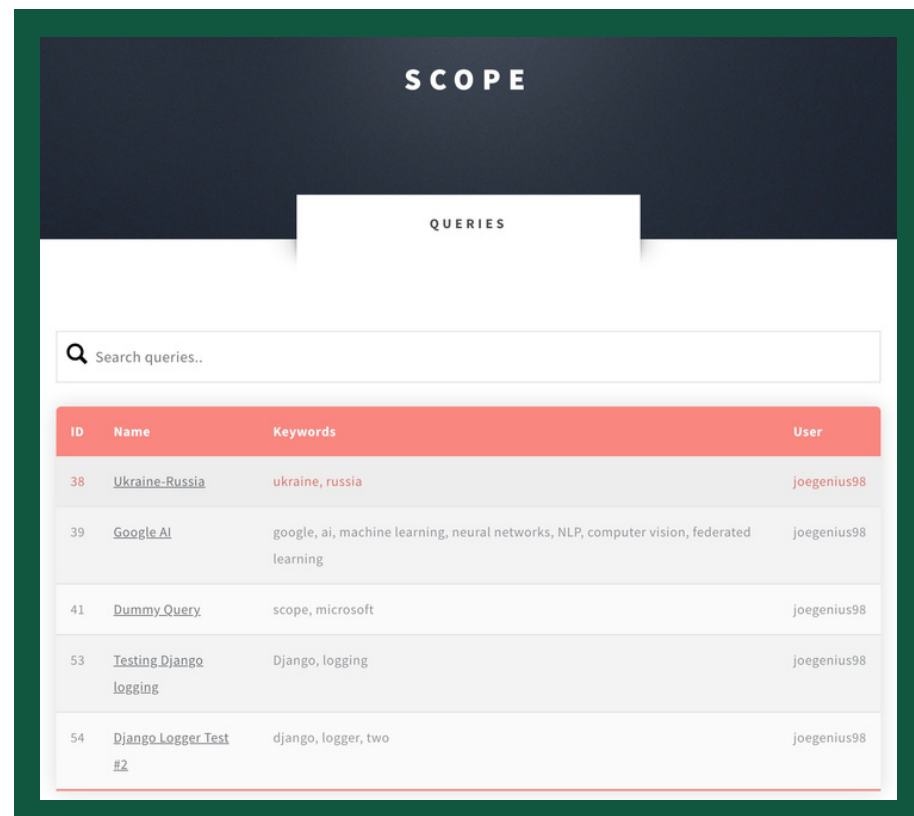 SCOPE
QUERIES
Search queries..
ID Name Keywords User
38 Ukraine-Russia ukraine, russia joegenius98
39 Google AI google, ai, machine learning, neural networks, NLP, computer vision, federated joegenius98
learning
41 Dummy Query scope, microsoft joegenius98
53 Testing Django Django, logging joegenius98
logging
54 Django Logger Test django, logger, two joegenius98
#2